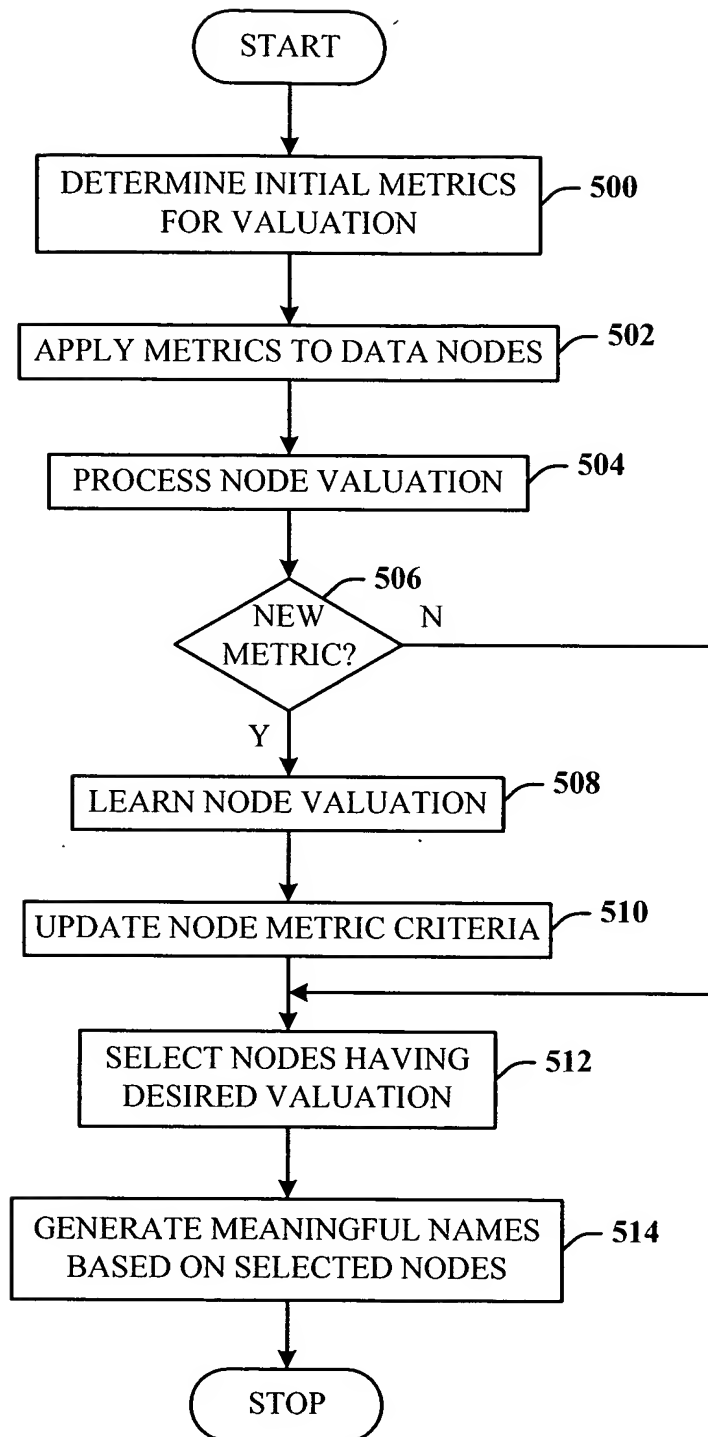 START
DETERMINE INITIAL METRICS
FOR VALUATION
500
APPLY METRICS TO DATA NODES
502
PROCESS NODE VALUATION
504
506
NEW
METRIC?
N
Y
LEARN NODE VALUATION
508
UPDATE NODE METRIC CRITERIA
510
SELECT NODES HAVING
DESIRED VALUATION
512
GENERATE MEANINGFUL NAMES
BASED ON SELECTED NODES
514
STOP